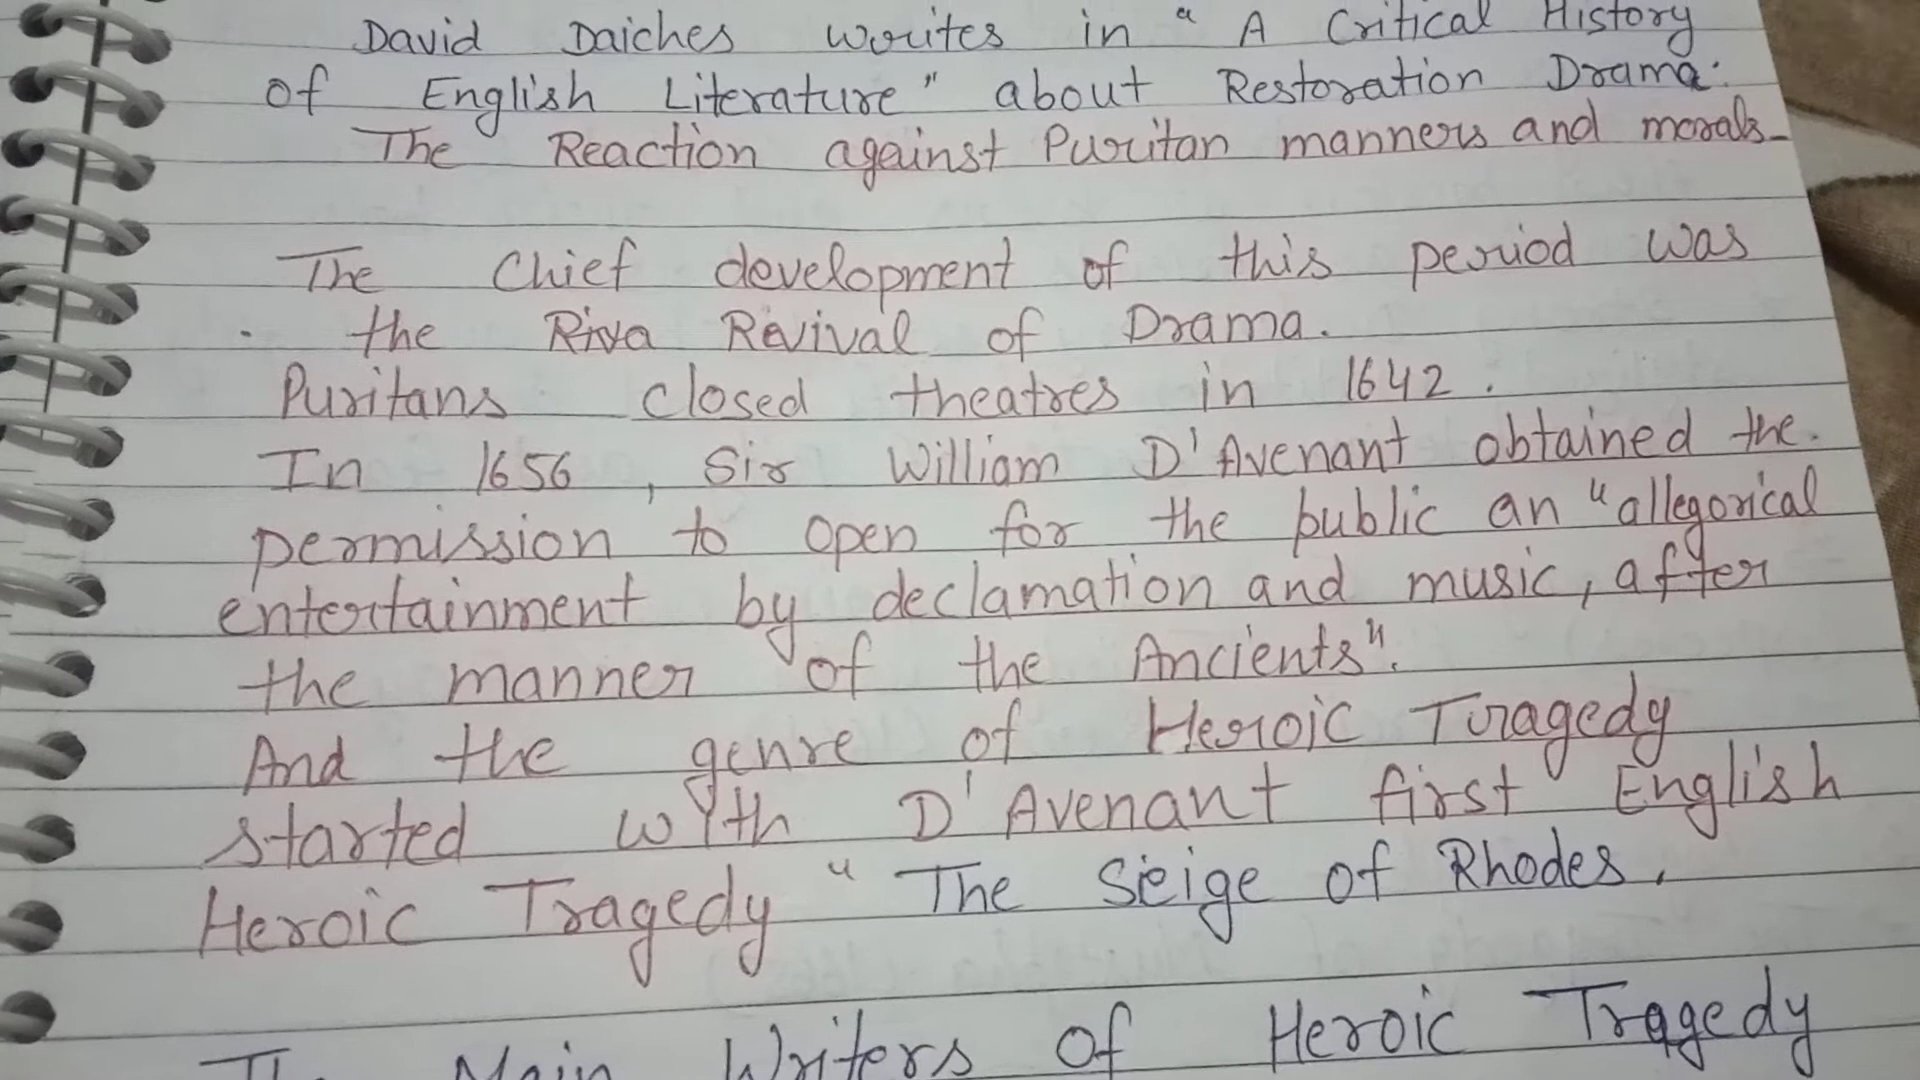 David Daiches writes in "A Critical History
of English Literature" about Restoration Drama.
The Reaction against Puritan manners and morals-
The Chief development of this period was
the Riva Revival of Drama.
Puritans closed theatres in 1642.
In 1656, Sir William D'Avenant obtained the
permission to open for the public an "allegorical
entertainment by declamation and music, after
the manner of the Ancients".
And the genre of Heroic Tragedy
started with D'Avenant first English
Heroic Tragedy "The Seige of Rhodes.
The Main Writers of Heroic Tragedy